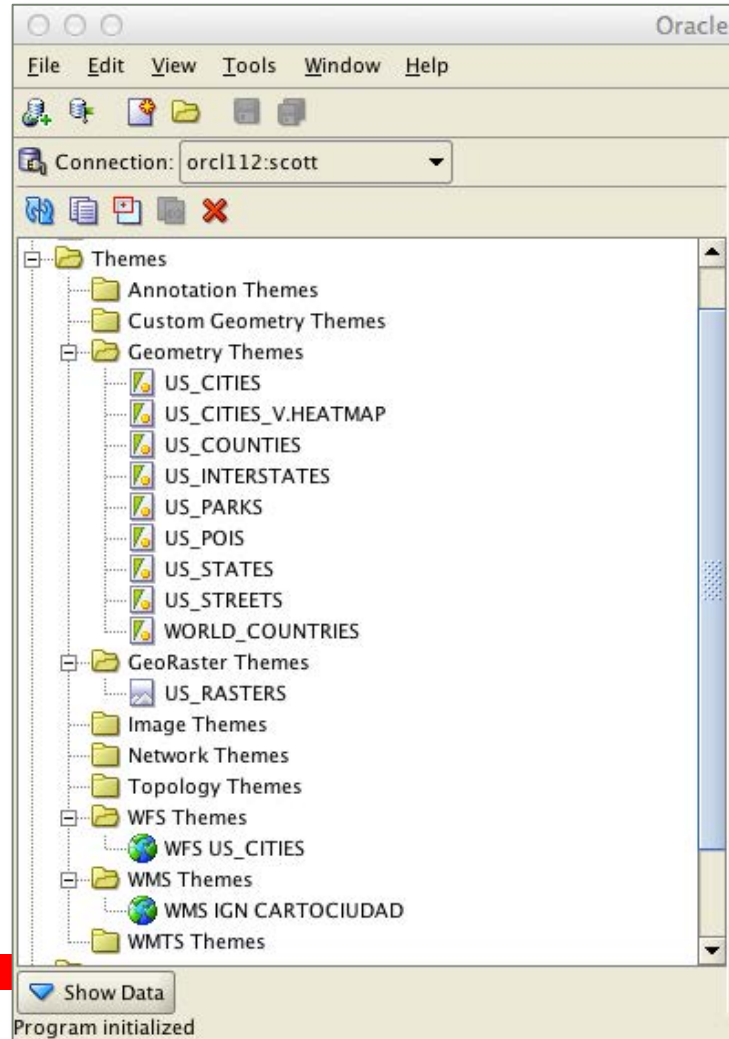 Oracle
File Edit View Tools Window Help
Connection: orcl112:scott
Themes
Annotation Themes
Custom Geometry Themes
Geometry Themes
US_CITIES
US_CITIES_V.HEATMAP
US_COUNTIES
US_INTERSTATES
US_PARKS
US_POIS
US_STATES
US_STREETS
WORLD_COUNTRIES
GeoRaster Themes
US_RASTERS
Image Themes
Network Themes
Topology Themes
WFS Themes
WFS US_CITIES
WMS Themes
WMS IGN CARTOCIUDAD
WMTS Themes
Show Data
Program initialized